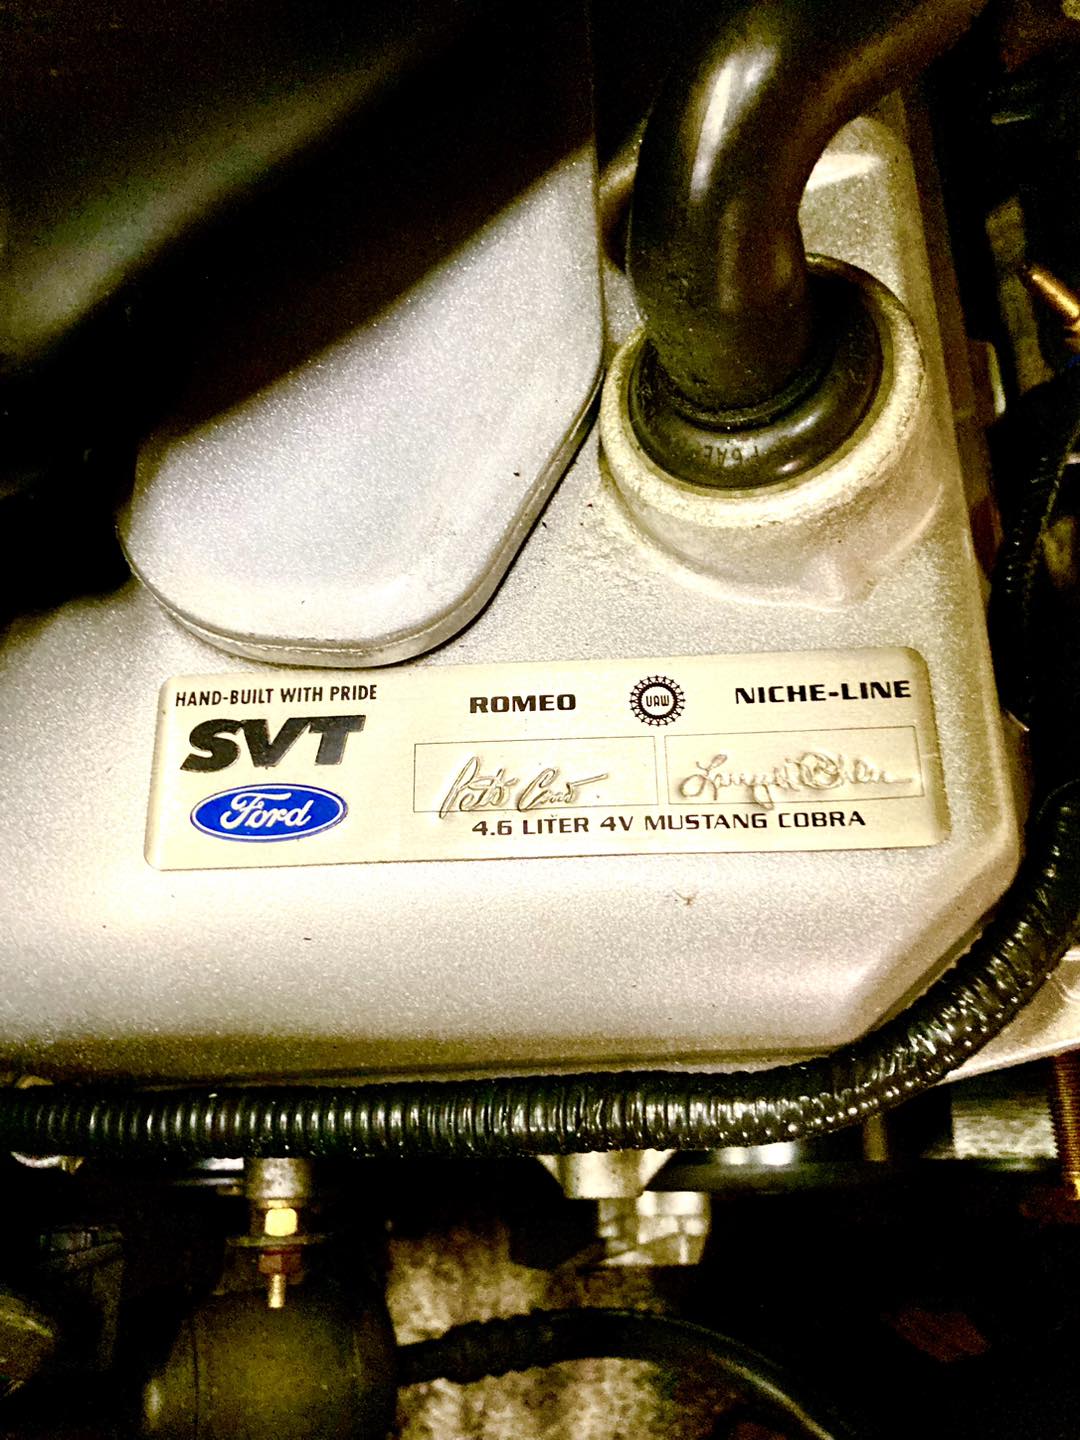 HAND-BUILT WITH PRIDE
SVT
Ford
ROMEO
UAW
NICHE-LINE
4.6 LITER 4V MUSTANG COBRA